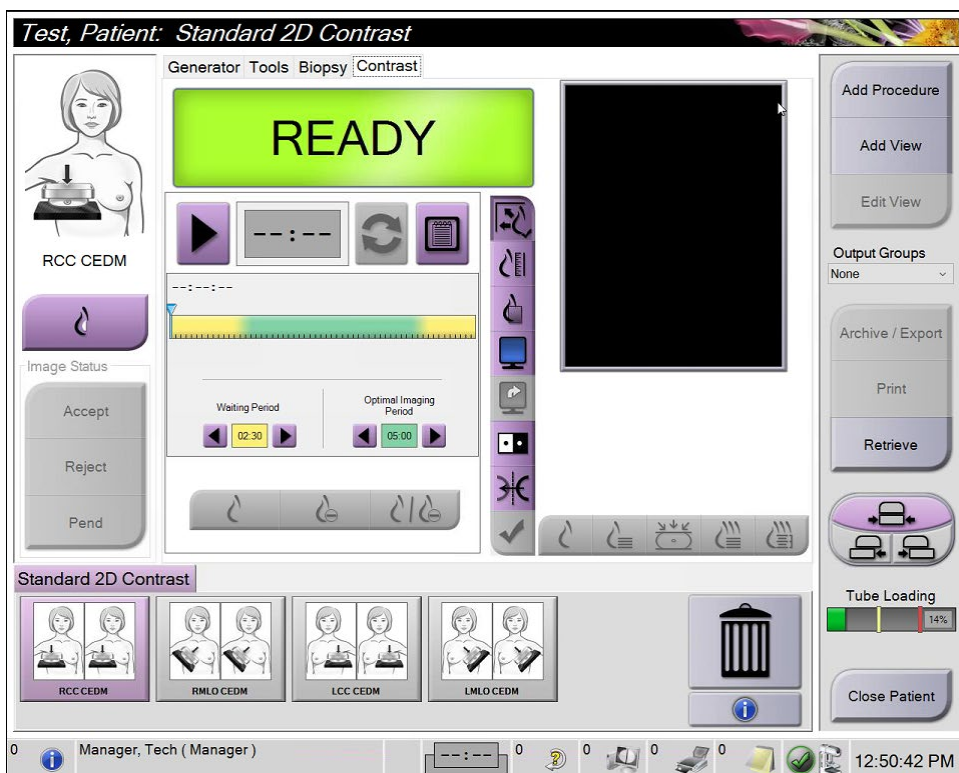 Test, Patient: Standard 2D Contrast
Generator Tools Biopsy Contrast
READY
--:--
--:--:--
Waiting Period
02:30
Optimal Imaging
Period
05:00
RCC CEDM
Image Status
Accept
Reject
Pend
Add Procedure
Add View
Edit View
Output Groups
None
Archive / Export
Print
Retrieve
Tube Loading
14%
Close Patient
Standard 2D Contrast
RCC CEDM
RMLO CEDM
LCC CEDM
LMLO CEDM
0
Manager, Tech ( Manager )
--:--
0
0
0
0
12:50:42 PM